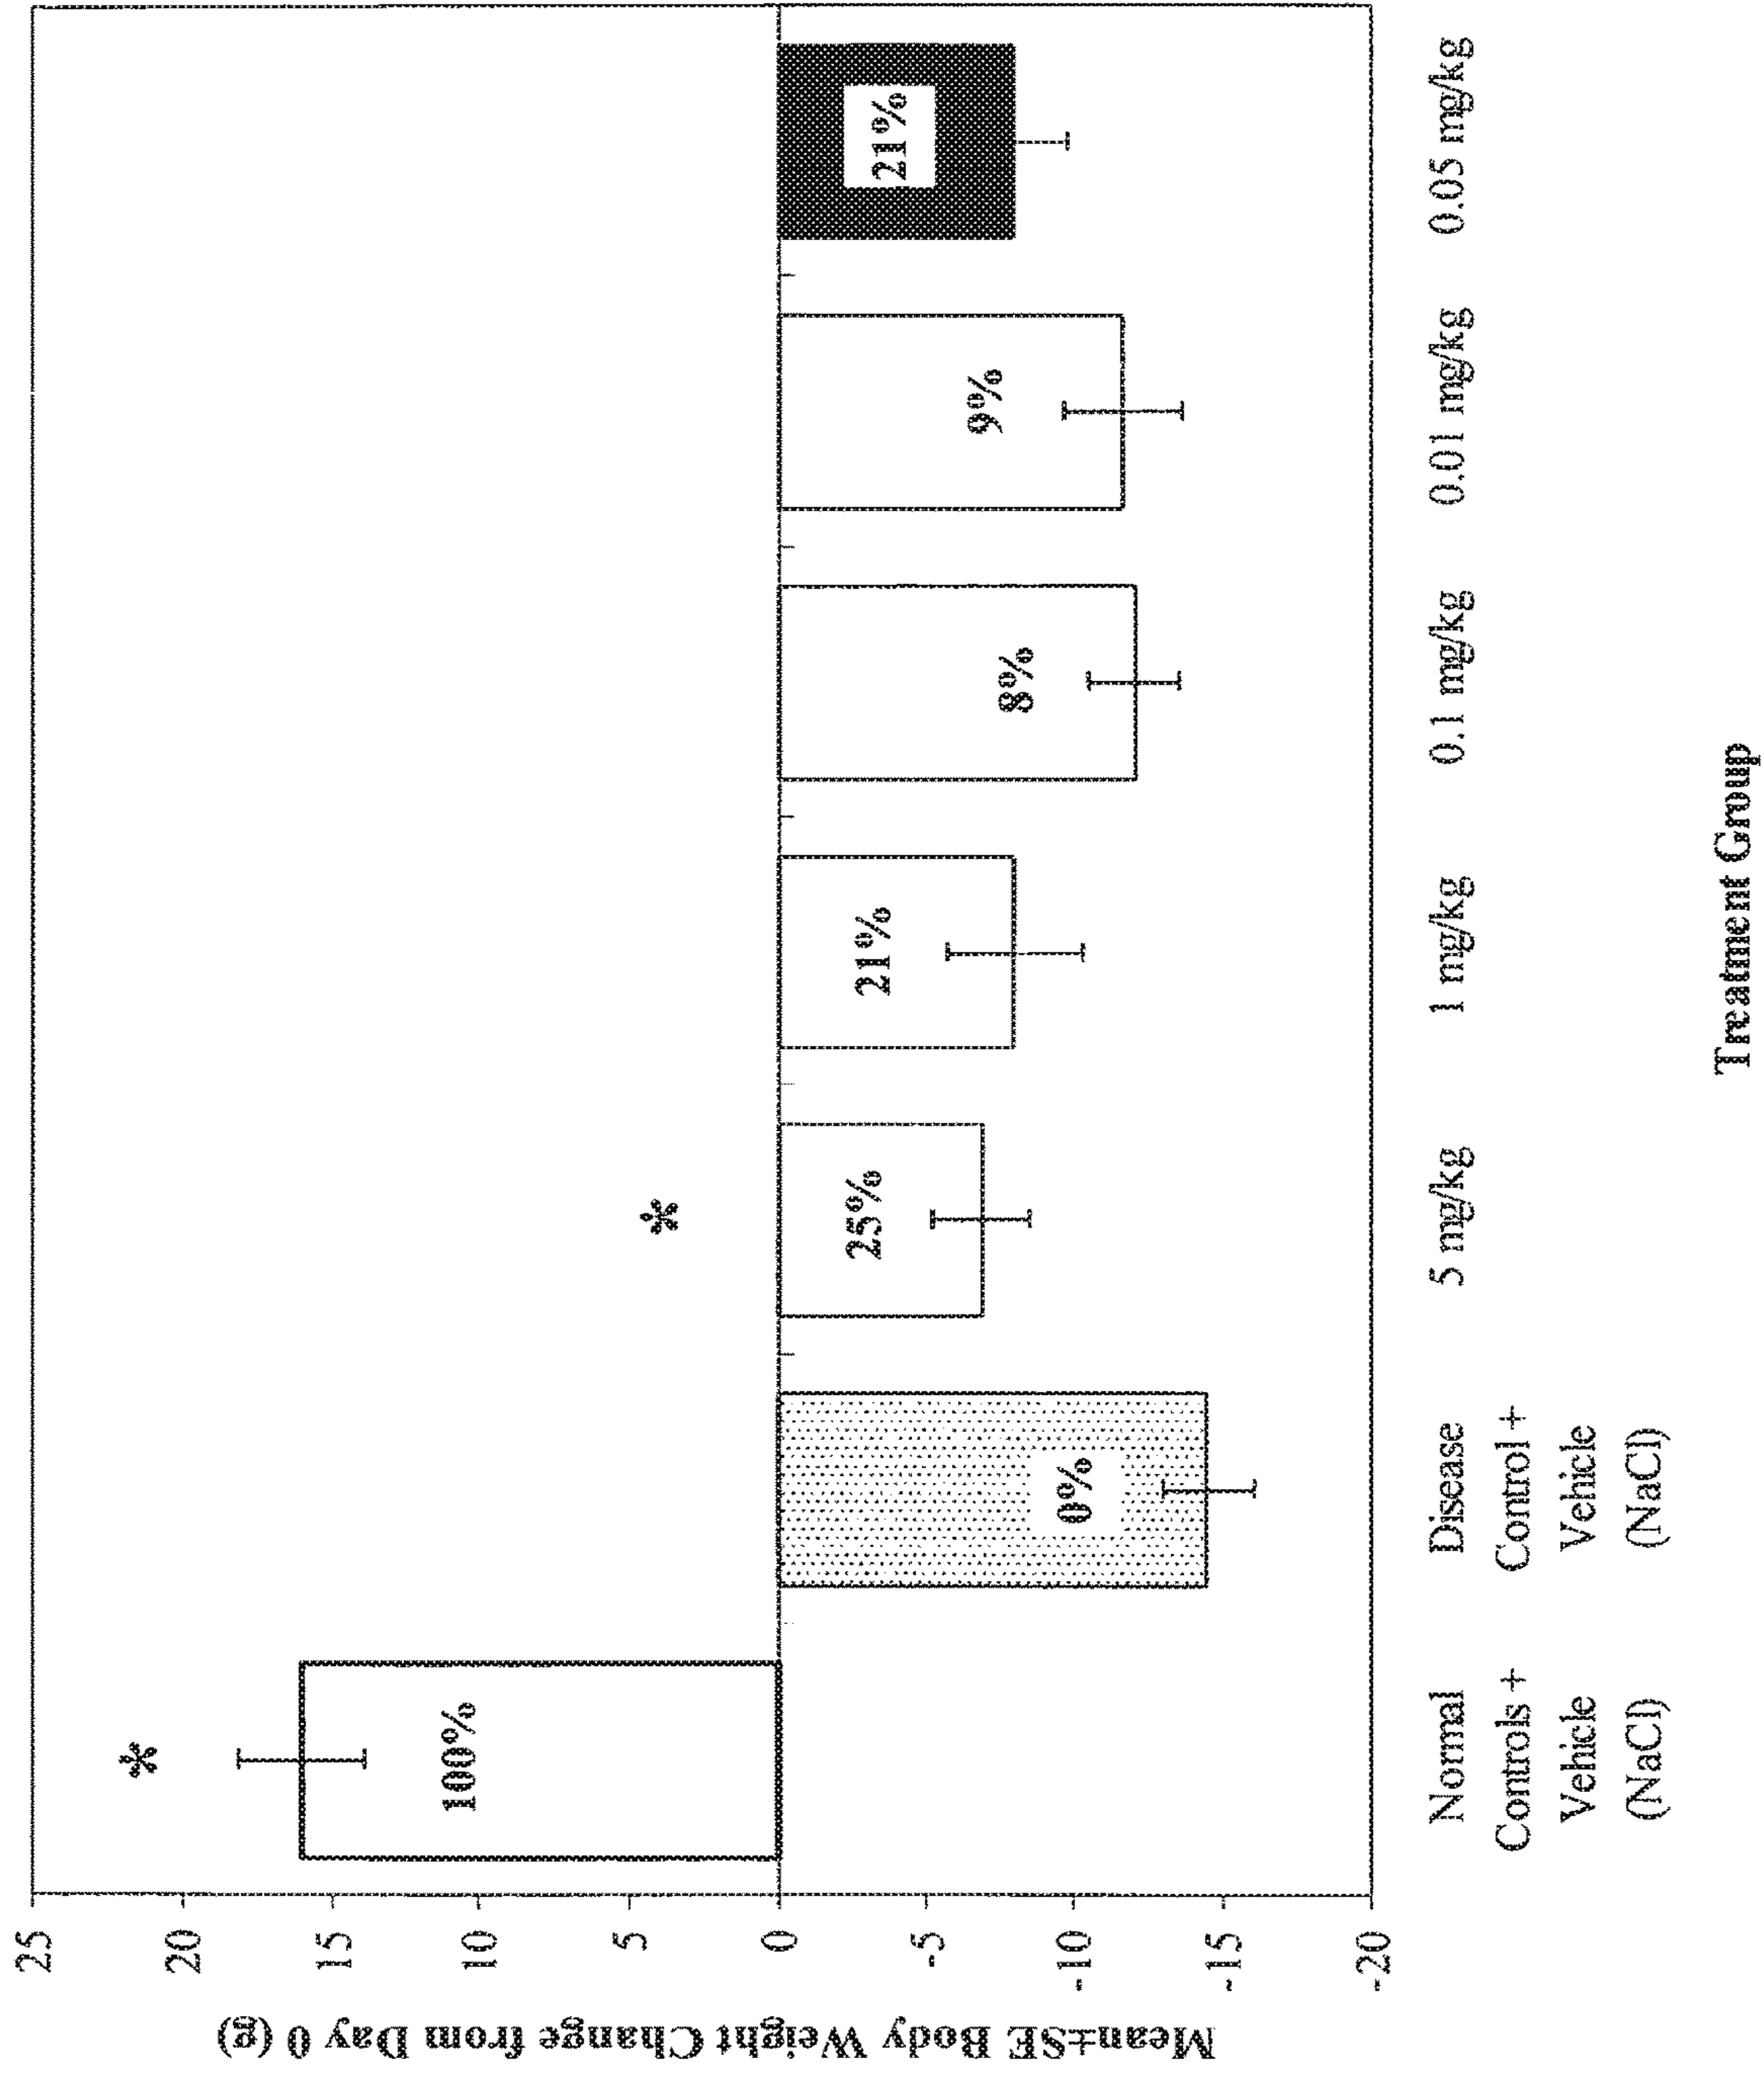 Mean±SE Body Weight Change from Day 0 (g)
25
20
15
10
5
0
-5
-10
-15
-20
*
100%
0%
*
25%
21%
8%
9%
21%
Normal
Controls +
Vehicle
(NaCl)
Disease
Control +
Vehicle
(NaCl)
5 mg/kg
1 mg/kg
0.1 mg/kg
0.01 mg/kg
0.05 mg/kg
Treatment Group